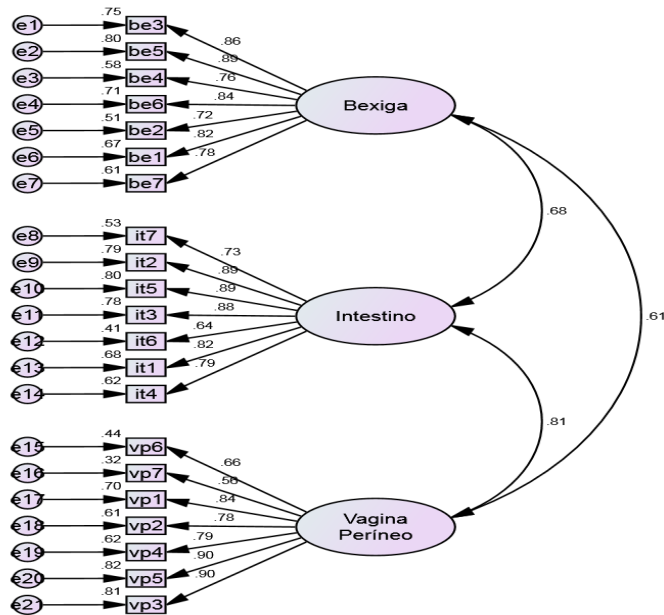 .75
e1 be3
.80 .86
e2 be5
.58 .89
e3 be4 .76
.71 .84
e4 be6 Bexiga
.51 .72
e5 be2 .82
.67
e6 be1 .78
.61
e7 be7
.68
.53
e8 it7
.79 .73
e9 it2
.80 .89
e10 it5 .89
.78 .88
e11 it3 Intestino .61
.41 .64
e12 it6 .82
.68
e13 it1 .79
.62
e14 it4
.81
.44
e15 vp6
.32 .66
e16 vp7
.70 .56
e17 vp1 .84
.61 .78
e18 vp2 Vagina
Períneo
.62 .79
e19 vp4 .90
.82
e20 vp5 .90
.81
e21 vp3